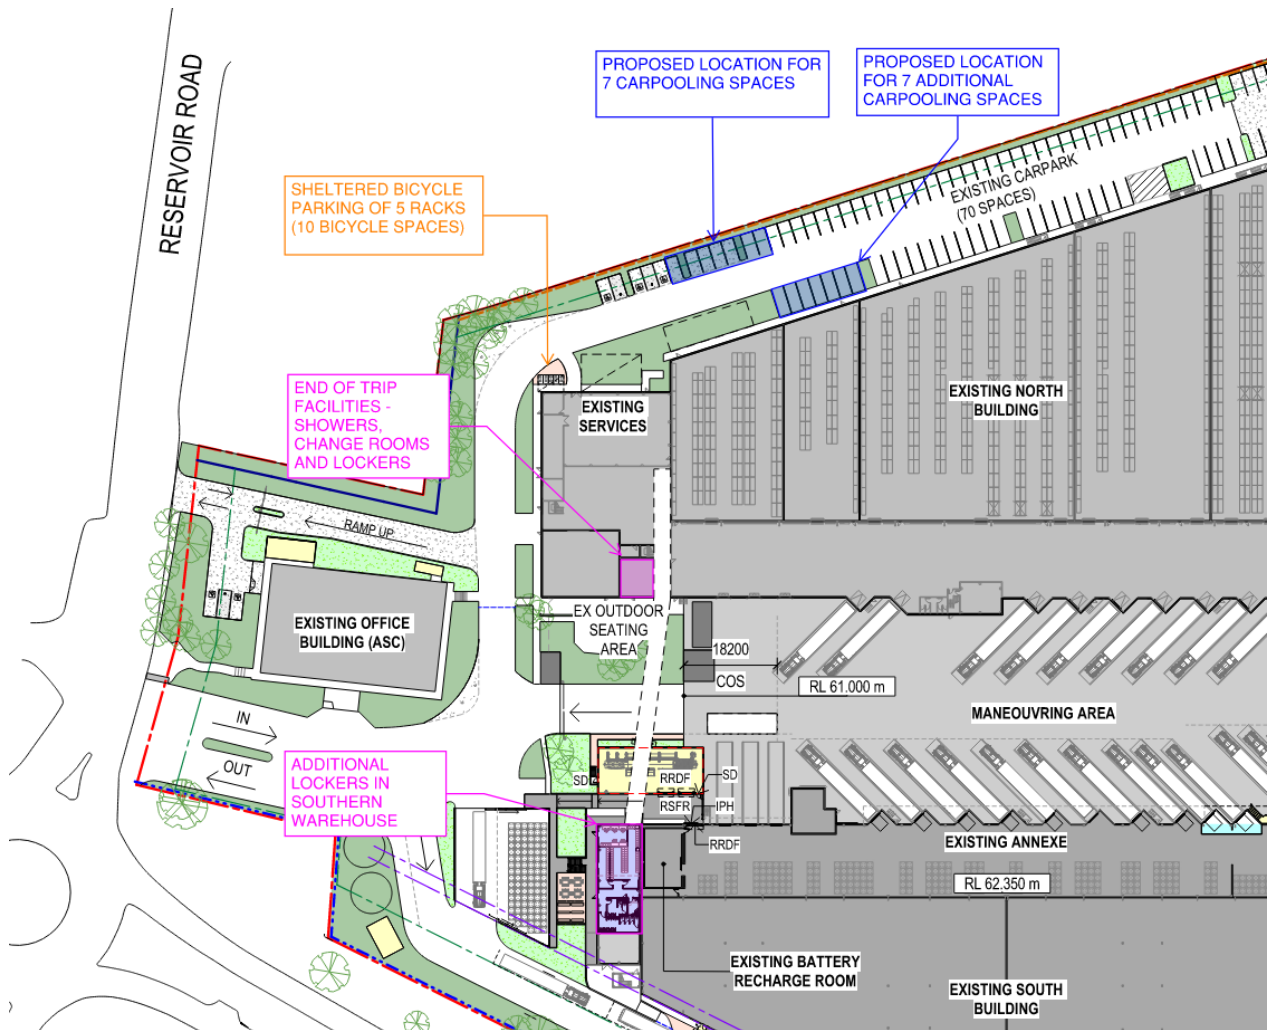 RESERVOIR ROAD
PROPOSED LOCATION FOR
7 CARPOOLING SPACES
PROPOSED LOCATION
FOR 7 ADDITIONAL
CARPOOLING SPACES
SHELTERED BICYCLE
PARKING OF 5 RACKS
(10 BICYCLE SPACES)
EXISTING CARPARK
(70 SPACES)
END OF TRIP
FACILITIES -
SHOWERS,
CHANGE ROOMS
AND LOCKERS
EXISTING
SERVICES
EXISTING NORTH
BUILDING
RAMP UP
EXISTING OFFICE
BUILDING (ASC)
EX OUTDOOR
SEATING
AREA
18200
COS
RL 61.000 m
MANEOUVRING AREA
IN
OUT
ADDITIONAL
LOCKERS IN
SOUTHERN
WAREHOUSE
SD
RRDF
SD
RSFR
IPH
RRDF
EXISTING ANNEXE
RL 62.350 m
EXISTING BATTERY
RECHARGE ROOM
EXISTING SOUTH
BUILDING